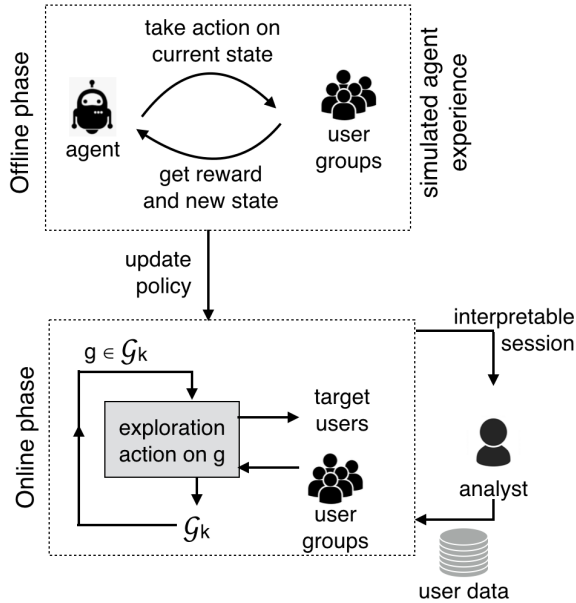 Offline phase
take action on
current state
agent
user
groups
get reward
and new state
simulated agent
experience
update
policy
Online phase
g ∈ 𝒢k
exploration
action on g
𝒢k
target
users
user
groups
interpretable
session
analyst
user data